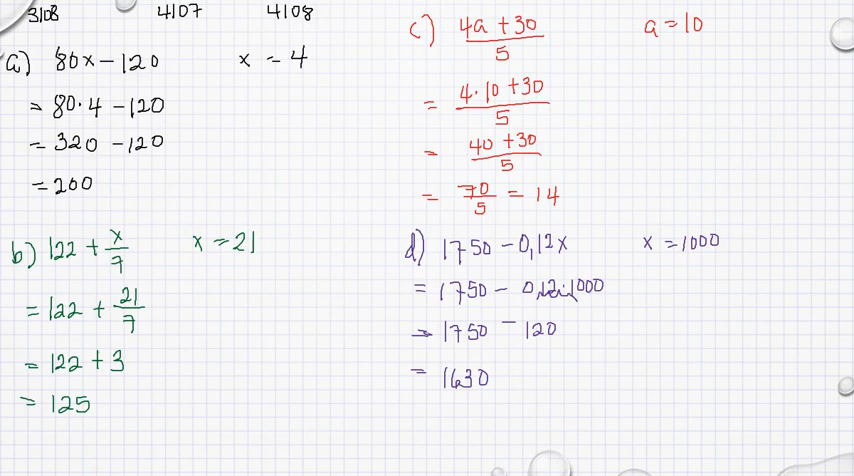 3108 4107 4108
a) 80x - 120 x = 4
= 80 · 4 - 120
= 320 - 120
= 200
b) 122 + x/7 x = 21
= 122 + 21/7
= 122 + 3
= 125
c) 4a + 30 / 5 a = 10
= 4 · 10 + 30 / 5
= 40 + 30 / 5
= 70/5 = 14
d) 1750 - 0,12x x = 1000
= 1750 - 0,12 · 1000
= 1750 - 120
= 1630